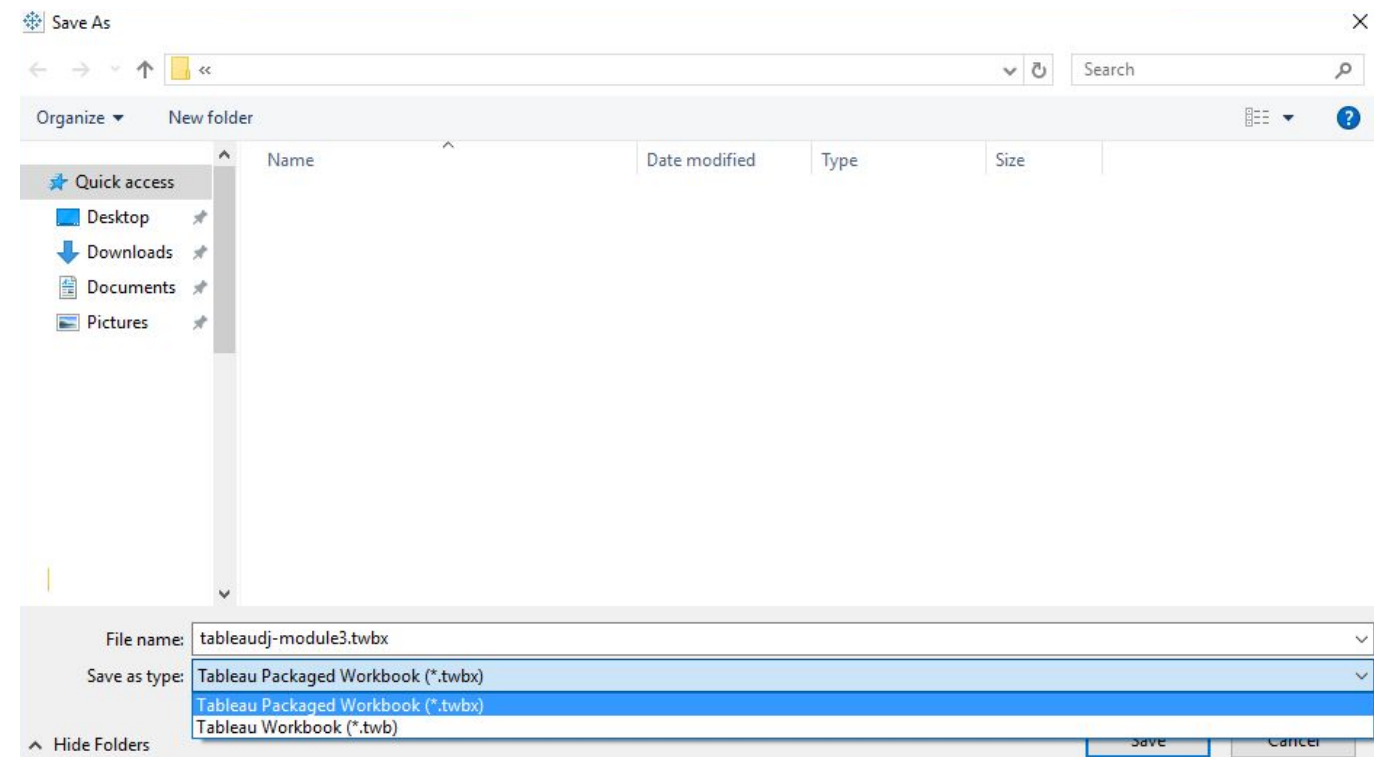 Save As
«
Search
Organize
New folder
Name
Date modified
Type
Size
Quick access
Desktop
Downloads
Documents
Pictures
File name: tableaudj-module3.twbx
Save as type: Tableau Packaged Workbook (*.twbx)
Tableau Packaged Workbook (*.twbx)
Tableau Workbook (*.twb)
Hide Folders
Save
Cancel